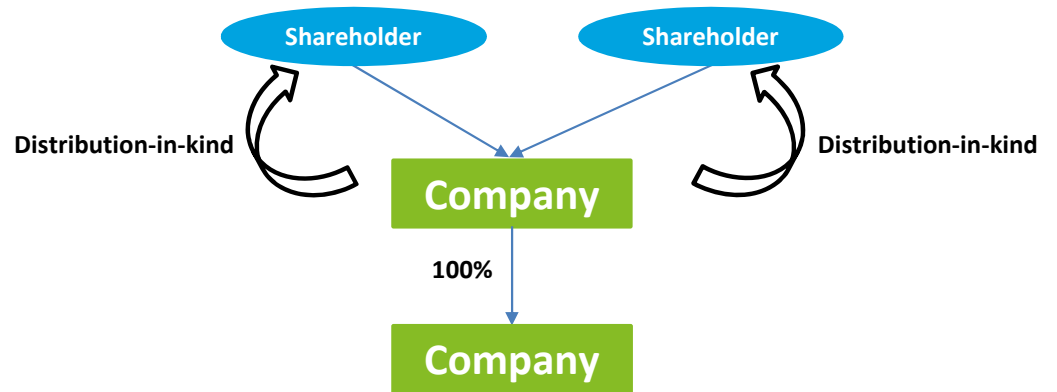 Shareholder
Shareholder
Distribution-in-kind
Distribution-in-kind
Company
100%
Company